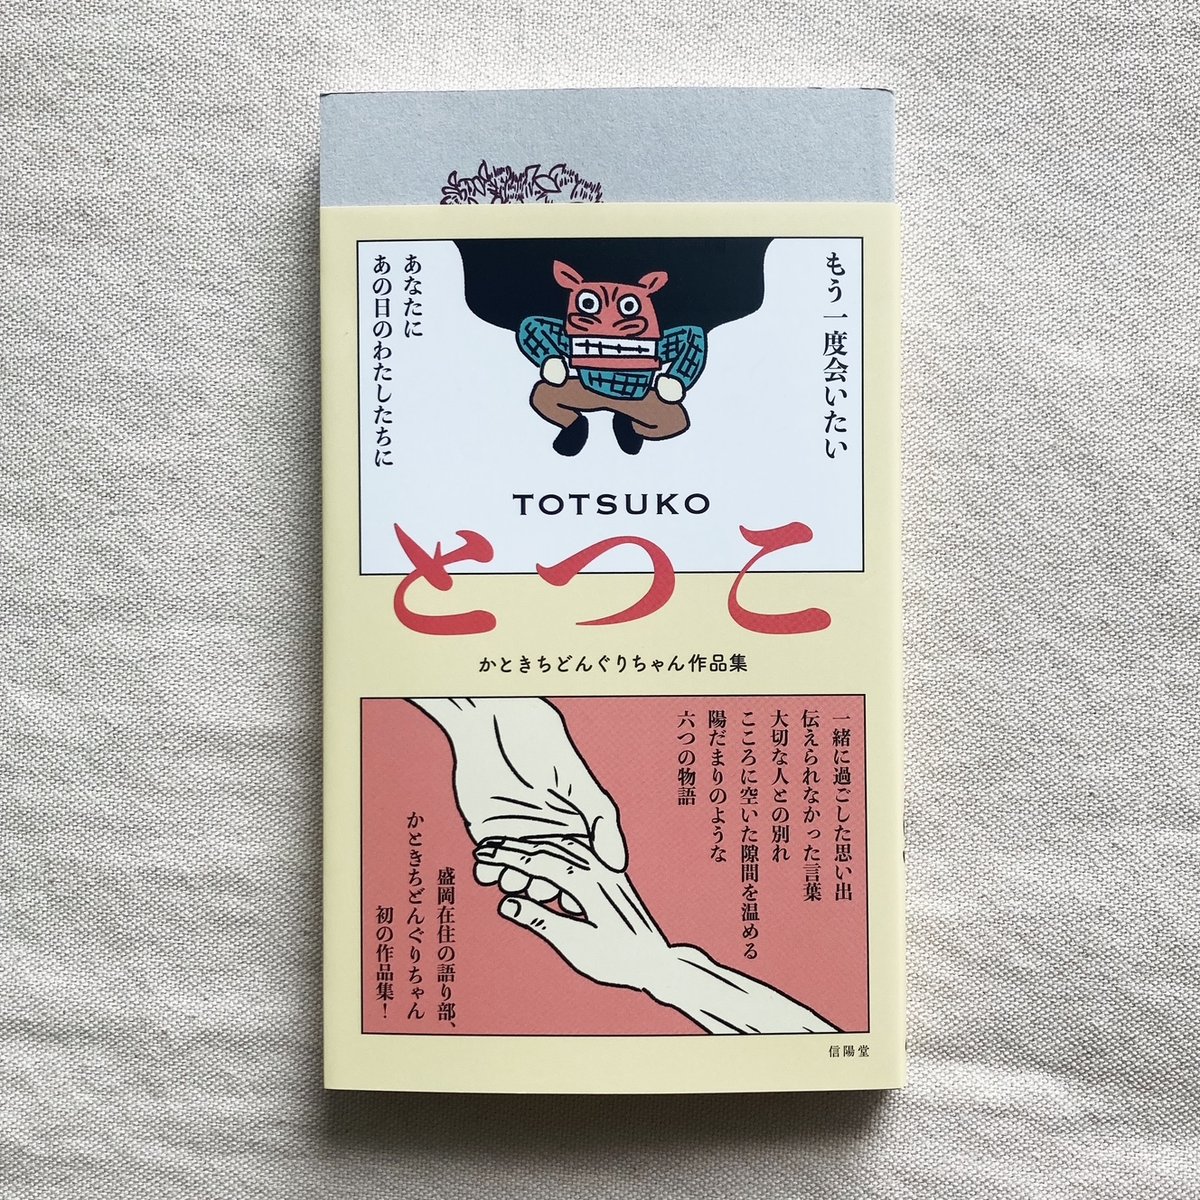 もう一度会いたい
あなたに
あの日のわたしたちに
TOTSUKO
とつこ
かときちどんぐりちゃん作品集
一緒に過ごした思い出
伝えられなかった言葉
大切な人との別れ
こころに空いた隙間を温める
陽だまりのような
六つの物語
盛岡在住の語り部、
かときちどんぐりちゃん
初の作品集！
信陽堂